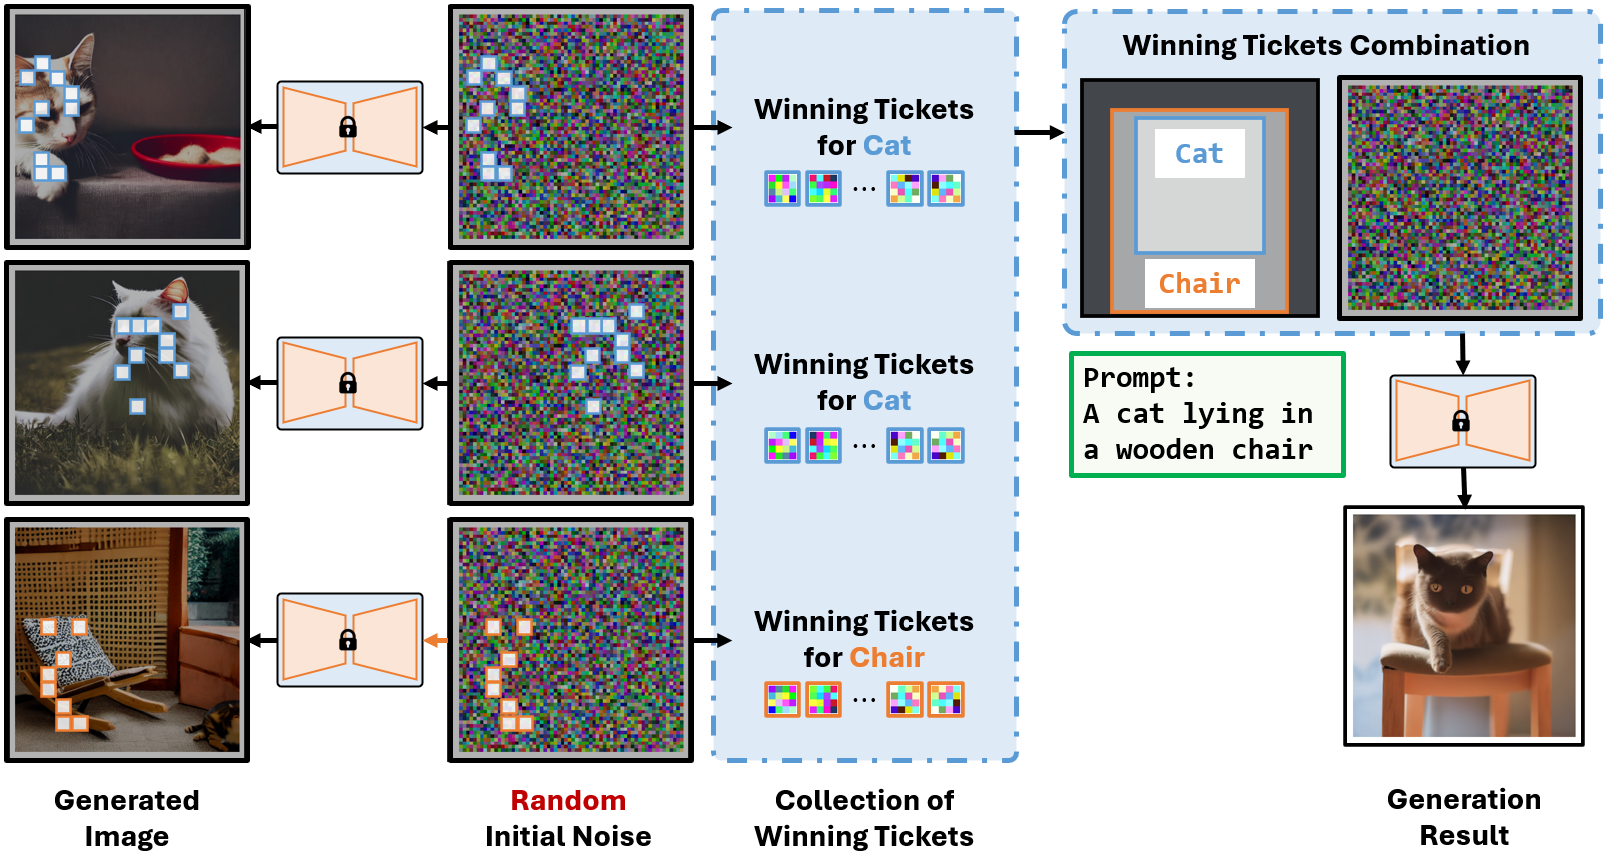 Winning Tickets
for Cat
...
Winning Tickets
for Cat
...
Winning Tickets
for Chair
...
Winning Tickets Combination
Cat
Chair
Prompt:
A cat lying in
a wooden chair
Generated
Image
Random
Initial Noise
Collection of
Winning Tickets
Generation
Result